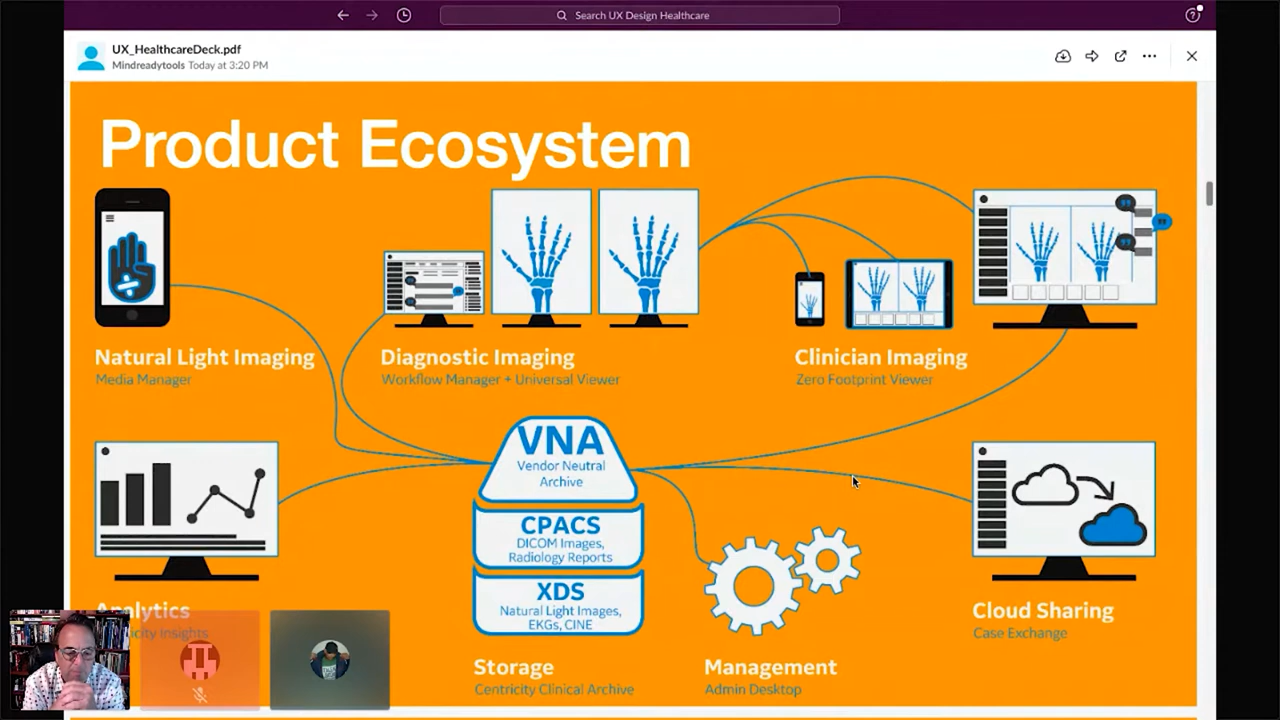 Search UX Design Healthcare
UX_HealthcareDeck.pdf
Mindreadytools Today at 3:20 PM
Product Ecosystem
Natural Light Imaging
Media Manager
Diagnostic Imaging
Workflow Manager + Universal Viewer
Clinician Imaging
Zero Footprint Viewer
VNA
Vendor Neutral
Archive
CPACS
DICOM Images,
Radiology Reports
XDS
Natural Light Images,
EKGs, CINE
Analytics
Insights
Storage
Centricity Clinical Archive
Management
Admin Desktop
Cloud Sharing
Case Exchange